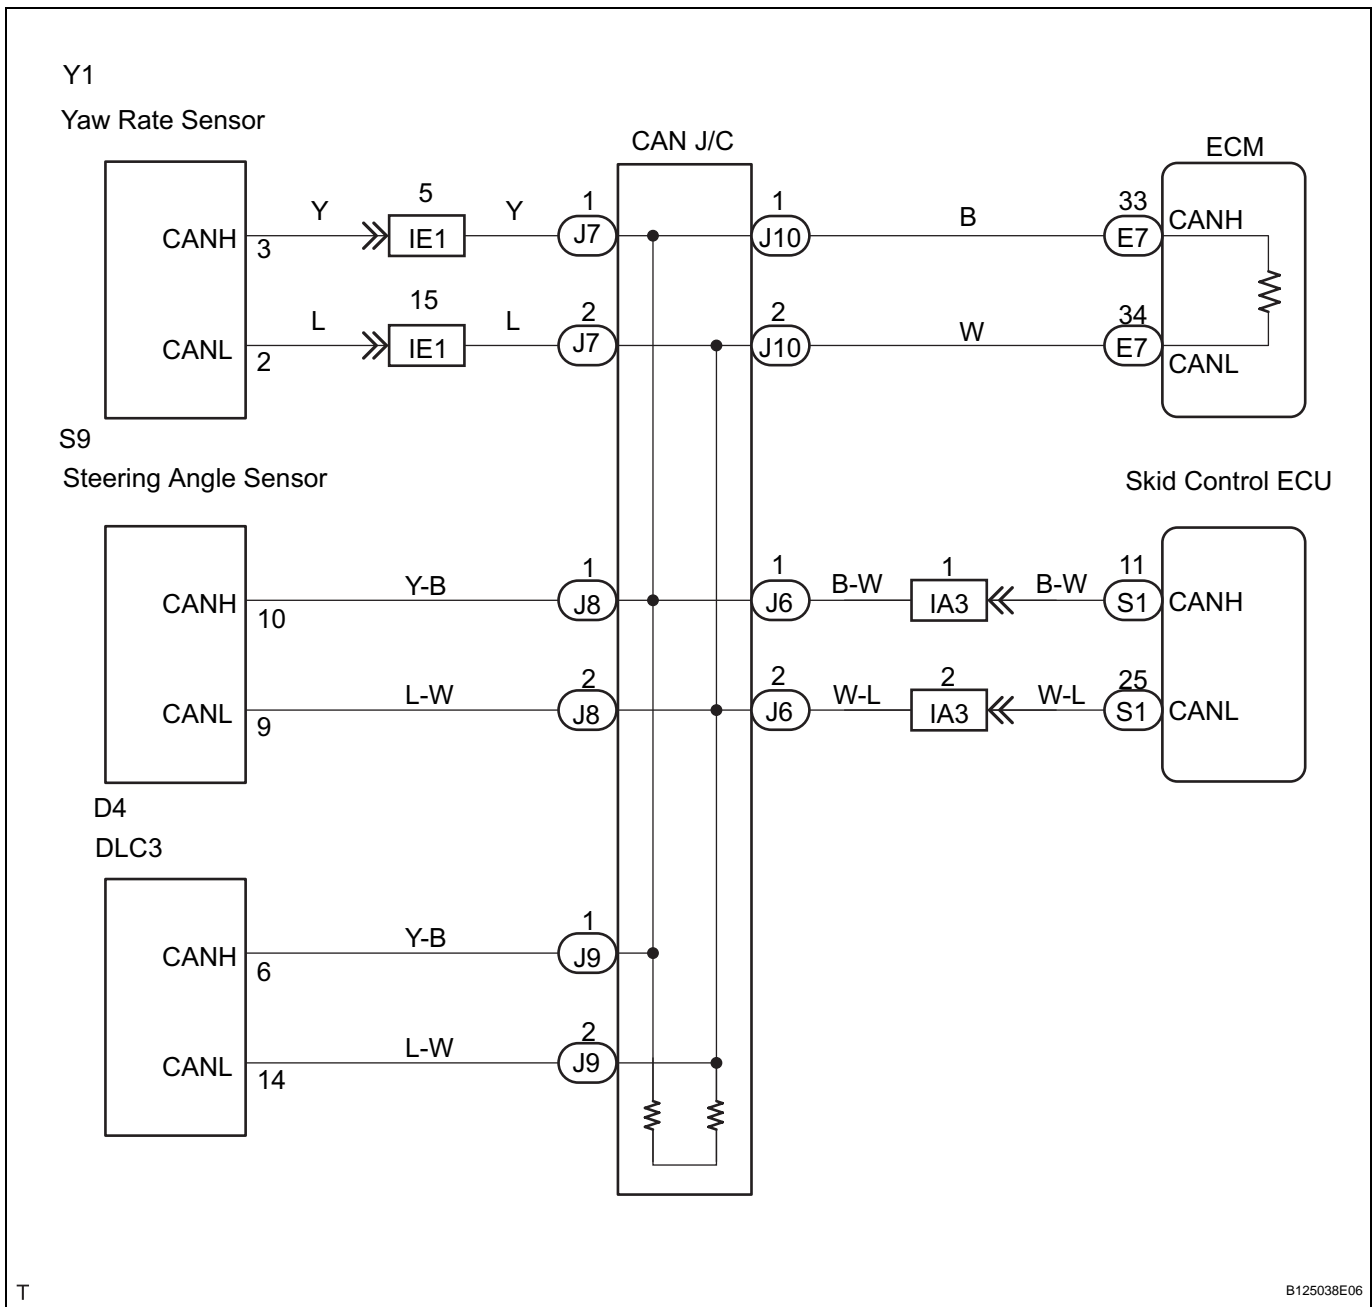 Y1
Yaw Rate Sensor
CAN J/C
ECM
CANH
3
Y
5
IE1
Y
1
J7
1
J10
B
33
E7
CANH
CANL
2
L
15
IE1
L
2
J7
2
J10
W
34
E7
CANL
S9
Steering Angle Sensor
Skid Control ECU
CANH
10
Y-B
1
J8
1
J6
B-W
1
IA3
B-W
11
S1
CANH
CANL
9
L-W
2
J8
2
J6
W-L
2
IA3
W-L
25
S1
CANL
D4
DLC3
CANH
6
Y-B
1
J9
CANL
14
L-W
2
J9
T
B125038E06